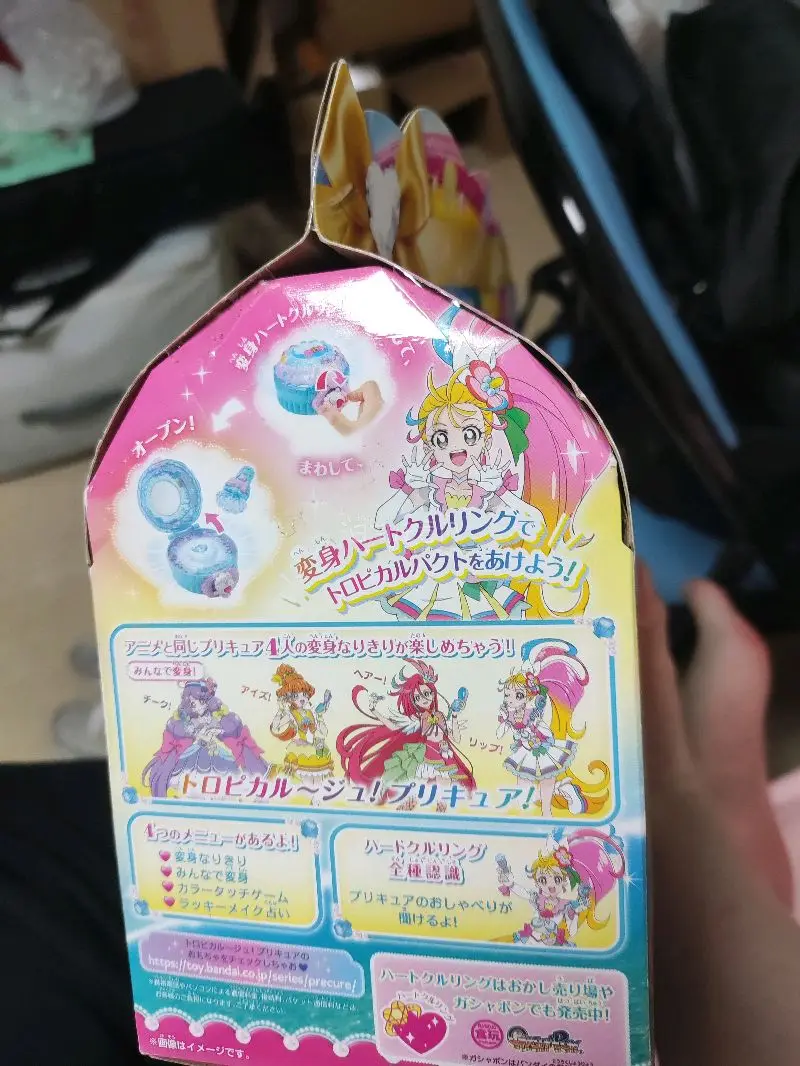 変身ハートクル
て、
まわして、
オープン!
変身ハートクルリングで
トロピカルパクトをあけよう!
アニメと同じプリキュア4人の変身なりきりが楽しめちゃう!
みんなで変身!
チーク!
アイズ!
ヘアー!
リップ!
トロピカル〜ジュ!プリキュア!
4つのメニューがあるよ!
変身なりきり
みんなで変身
カラータッチゲーム
ラッキーメイク占い
ハートクルリング
全種認識
プリキュアのおしゃべりが
聞けるよ!
トロピカル〜ジュ!プリキュアの
おもちゃをチェックしちゃお♥
https://toy.bandai.co.jp/series/precure/
ハートクルリングはおかし売り場や
ガシャポンでも発売中!
ハートクルリング
食玩
※画像はイメージです。